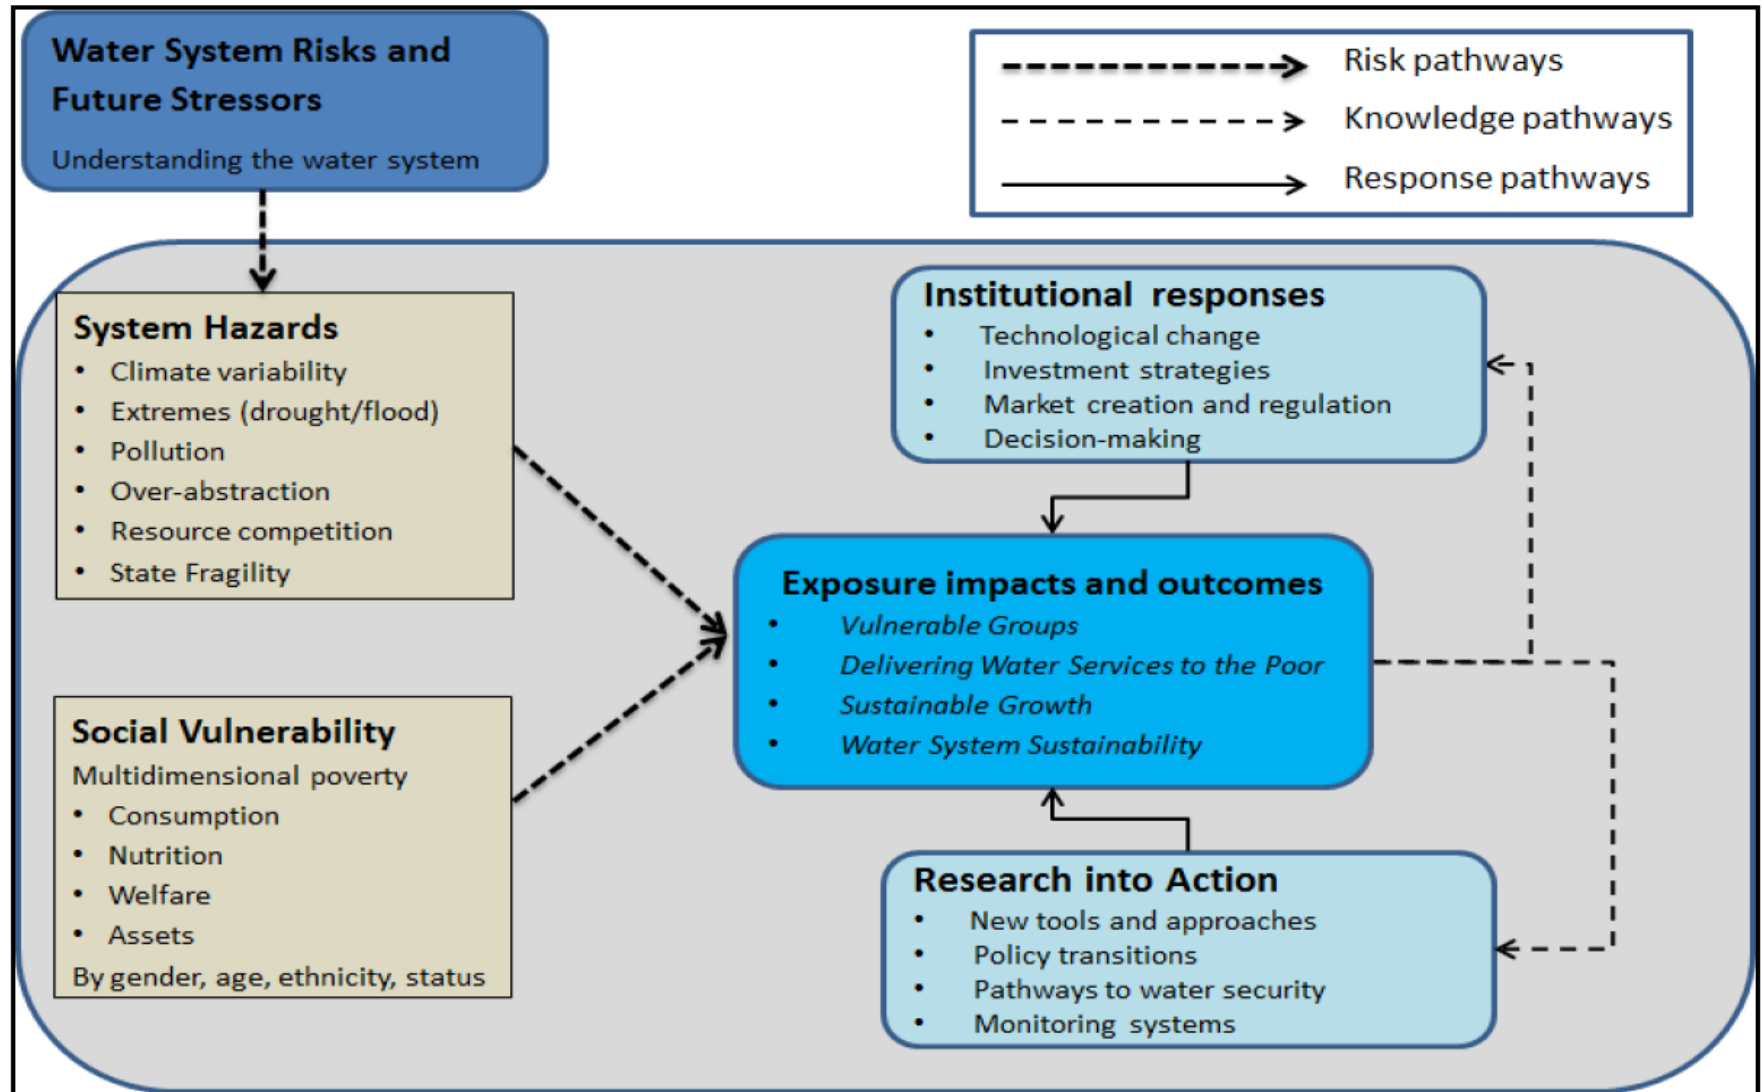 Water System Risks and
Future Stressors
Understanding the water system
Risk pathways
Knowledge pathways
Response pathways
System Hazards
• Climate variability
• Extremes (drought/flood)
• Pollution
• Over-abstraction
• Resource competition
• State Fragility
Institutional responses
• Technological change
• Investment strategies
• Market creation and regulation
• Decision-making
Exposure impacts and outcomes
• Vulnerable Groups
• Delivering Water Services to the Poor
• Sustainable Growth
• Water System Sustainability
Social Vulnerability
Multidimensional poverty
• Consumption
• Nutrition
• Welfare
• Assets
By gender, age, ethnicity, status
Research into Action
• New tools and approaches
• Policy transitions
• Pathways to water security
• Monitoring systems